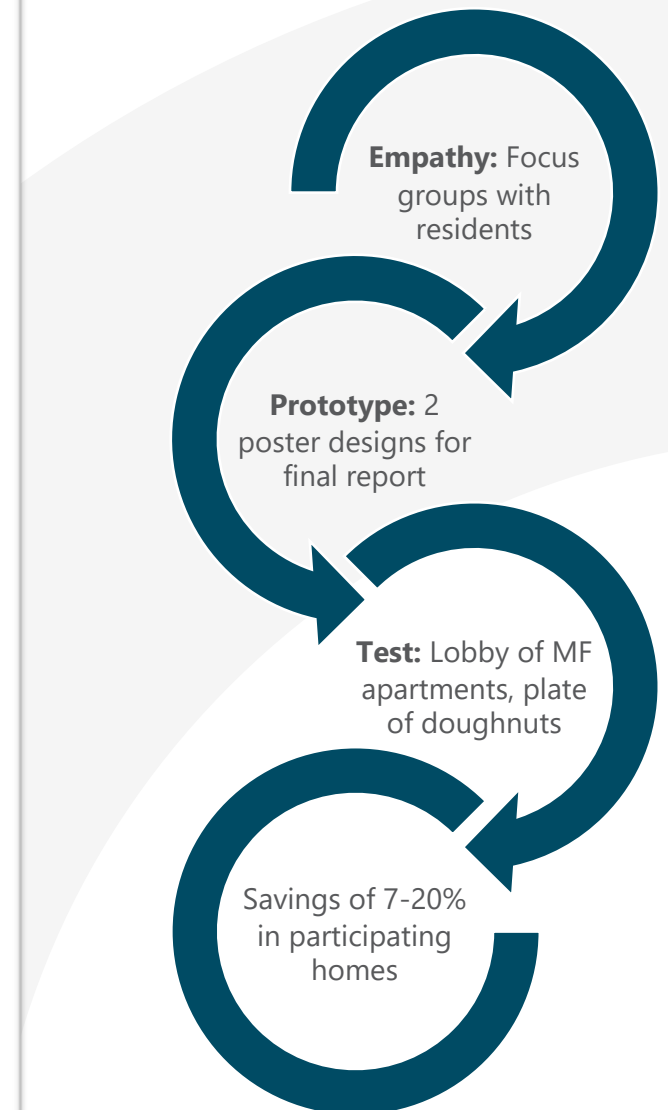 Empathy: Focus
groups with
residents
Prototype: 2
poster designs for
final report
Test: Lobby of MF
apartments, plate
of doughnuts
Savings of 7-20%
in participating
homes